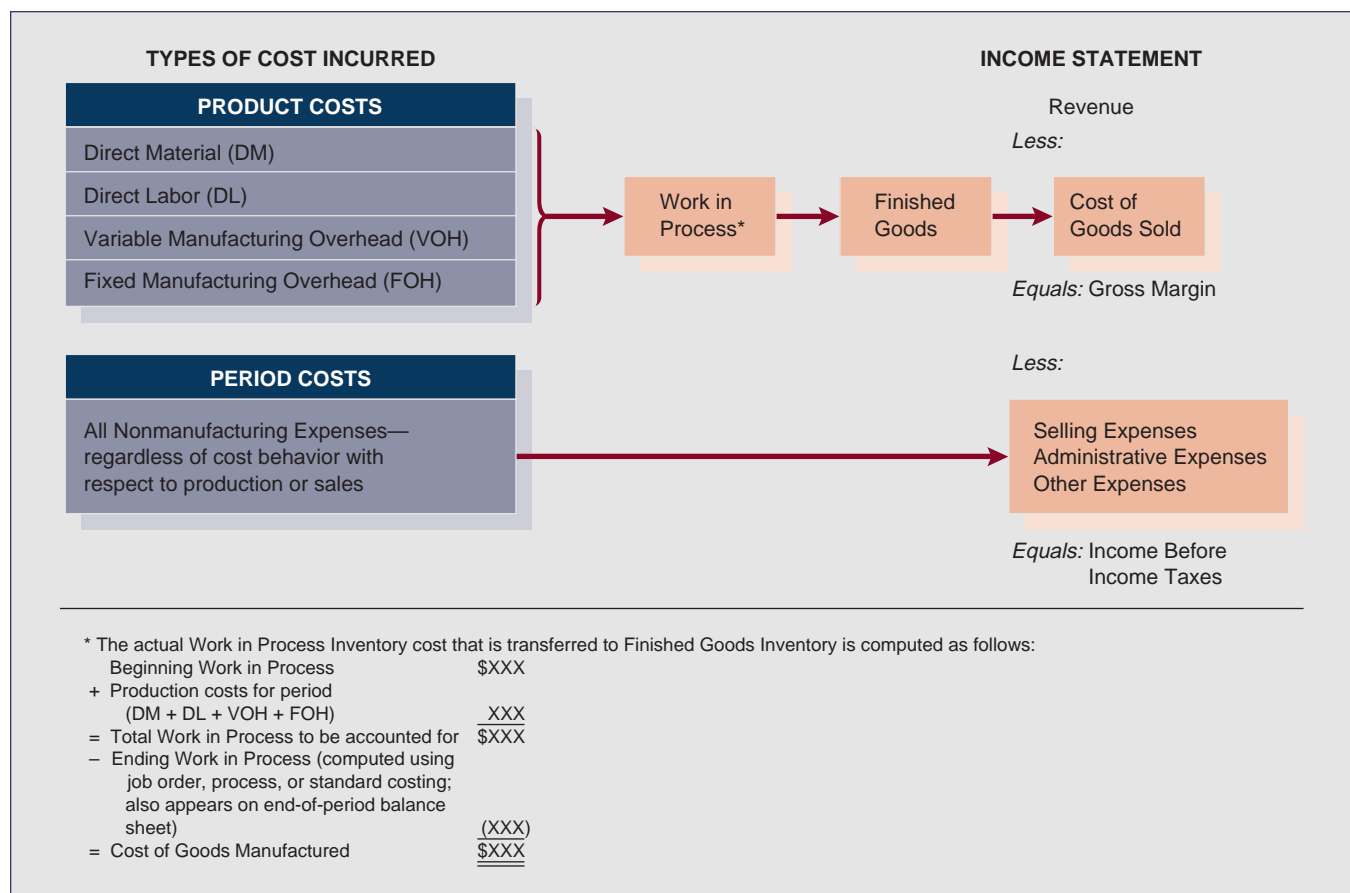 TYPES OF COST INCURRED
INCOME STATEMENT
PRODUCT COSTS
Direct Material (DM)
Direct Labor (DL)
Variable Manufacturing Overhead (VOH)
Fixed Manufacturing Overhead (FOH)
Work in
Process*
Finished
Goods
Revenue
Less:
Cost of
Goods Sold
Equals: Gross Margin
PERIOD COSTS
All Nonmanufacturing Expenses—
regardless of cost behavior with
respect to production or sales
Less:
Selling Expenses
Administrative Expenses
Other Expenses
Equals: Income Before
Income Taxes
* The actual Work in Process Inventory cost that is transferred to Finished Goods Inventory is computed as follows:
Beginning Work in Process $XXX
+ Production costs for period
(DM + DL + VOH + FOH) XXX
= Total Work in Process to be accounted for $XXX
– Ending Work in Process (computed using
job order, process, or standard costing;
also appears on end-of-period balance
sheet) (XXX)
= Cost of Goods Manufactured $XXX